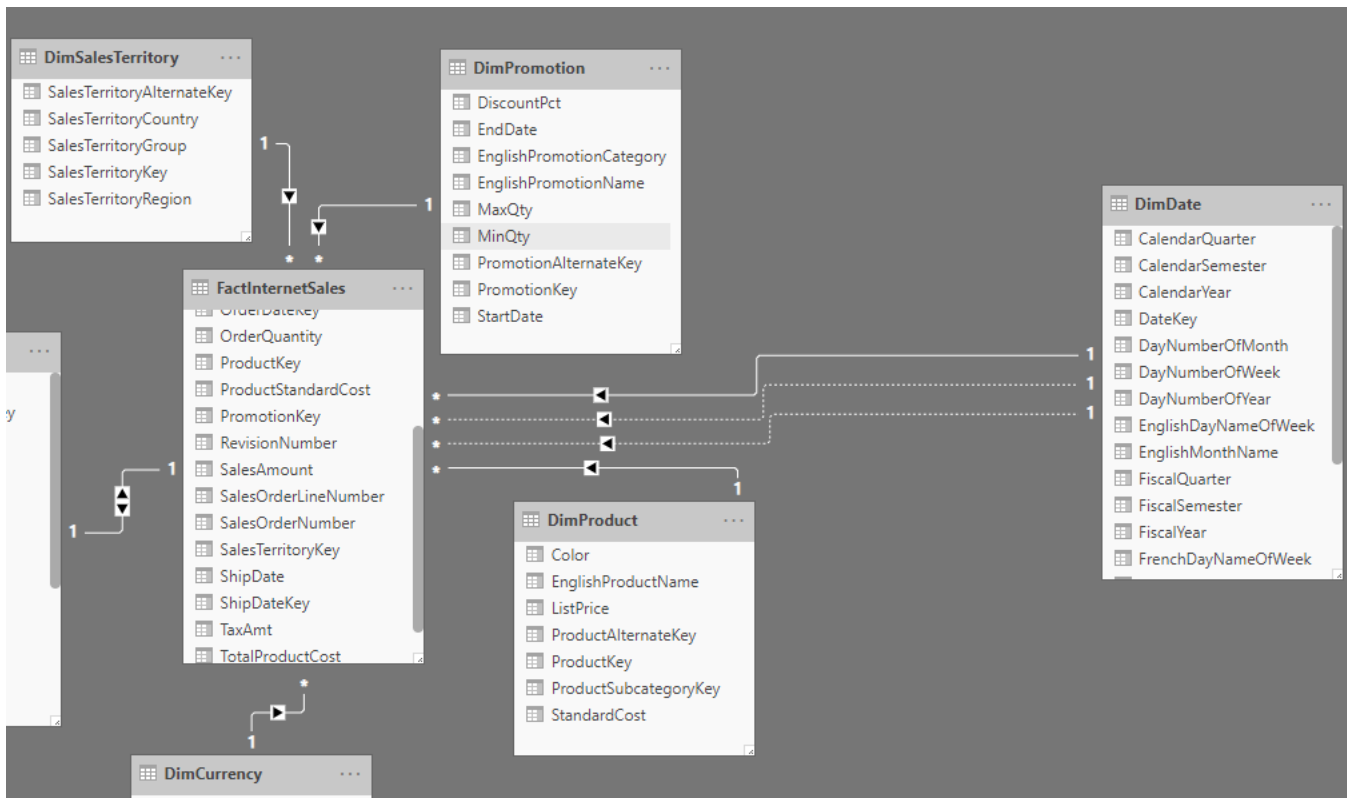 DimSalesTerritory ...
SalesTerritoryAlternateKey
SalesTerritoryCountry
SalesTerritoryGroup
SalesTerritoryKey
SalesTerritoryRegion
1
DimPromotion ...
DiscountPct
EndDate
EnglishPromotionCategory
EnglishPromotionName
MaxQty
MinQty
PromotionAlternateKey
PromotionKey
StartDate
1
* *
FactInternetSales ...
OrderDateKey
OrderQuantity
ProductKey
ProductStandardCost
PromotionKey
RevisionNumber
SalesAmount
SalesOrderLineNumber
SalesOrderNumber
SalesTerritoryKey
ShipDate
ShipDateKey
TaxAmt
TotalProductCost
...
1
1
* 1
* 1
* 1
*
1
DimDate ...
CalendarQuarter
CalendarSemester
CalendarYear
DateKey
DayNumberOfMonth
DayNumberOfWeek
DayNumberOfYear
EnglishDayNameOfWeek
EnglishMonthName
FiscalQuarter
FiscalSemester
FiscalYear
FrenchDayNameOfWeek
DimProduct ...
Color
EnglishProductName
ListPrice
ProductAlternateKey
ProductKey
ProductSubcategoryKey
StandardCost
*
1
DimCurrency ...